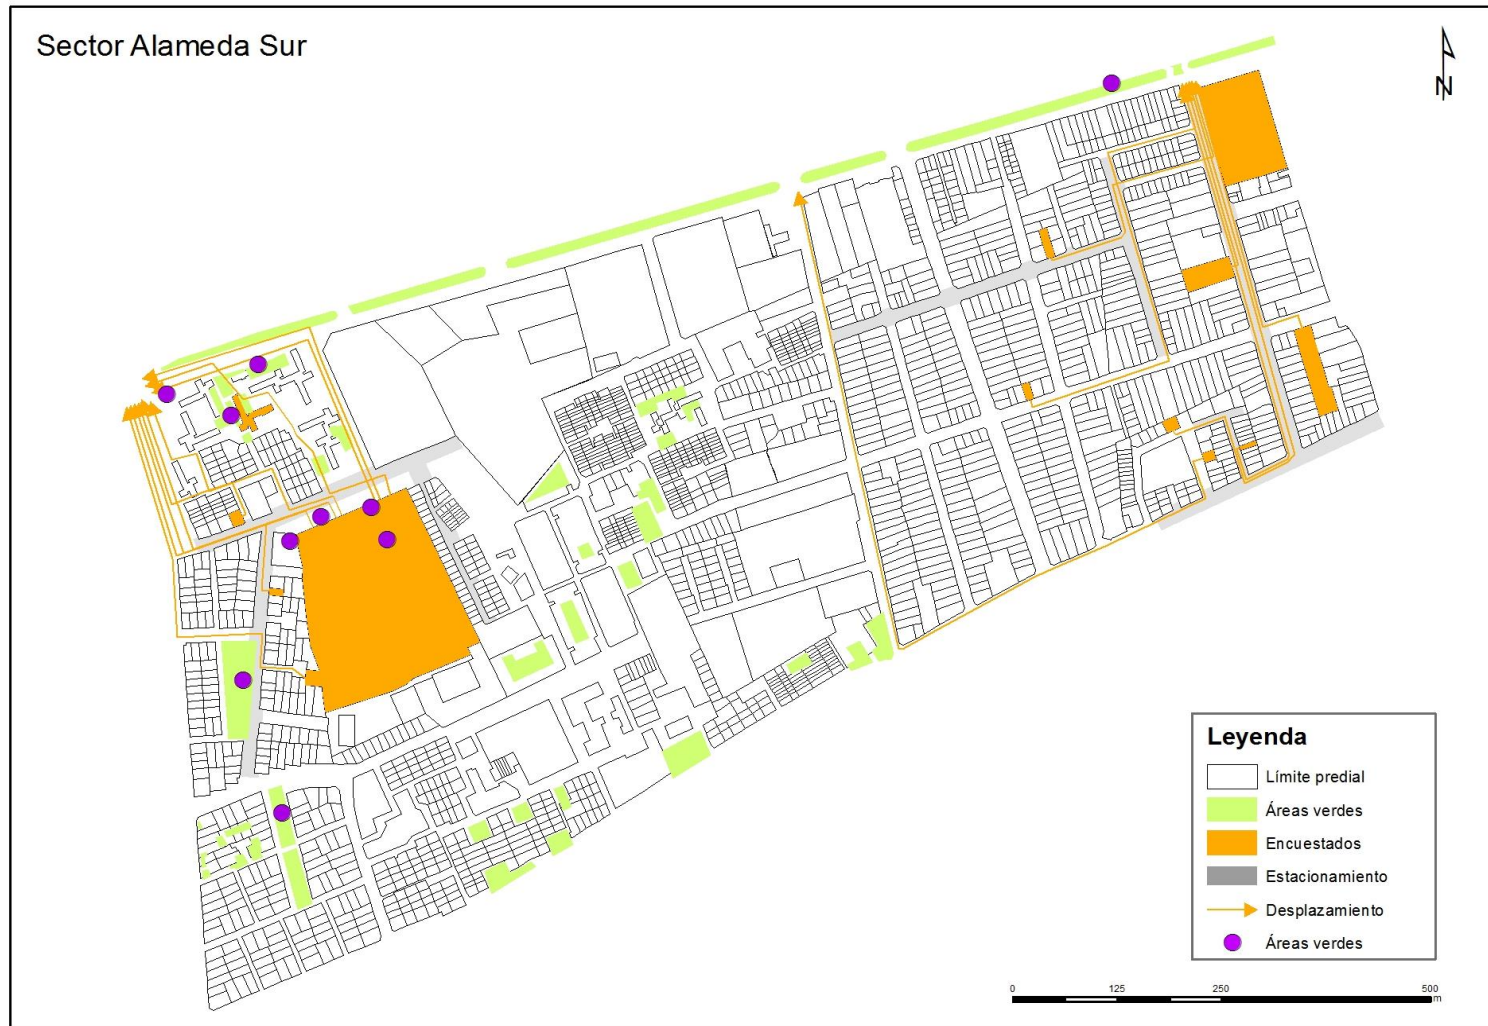 Sector Alameda Sur
N
Leyenda
Límite predial
Áreas verdes
Encuestados
Estacionamiento
Desplazamiento
Áreas verdes
0 125 250 500
m